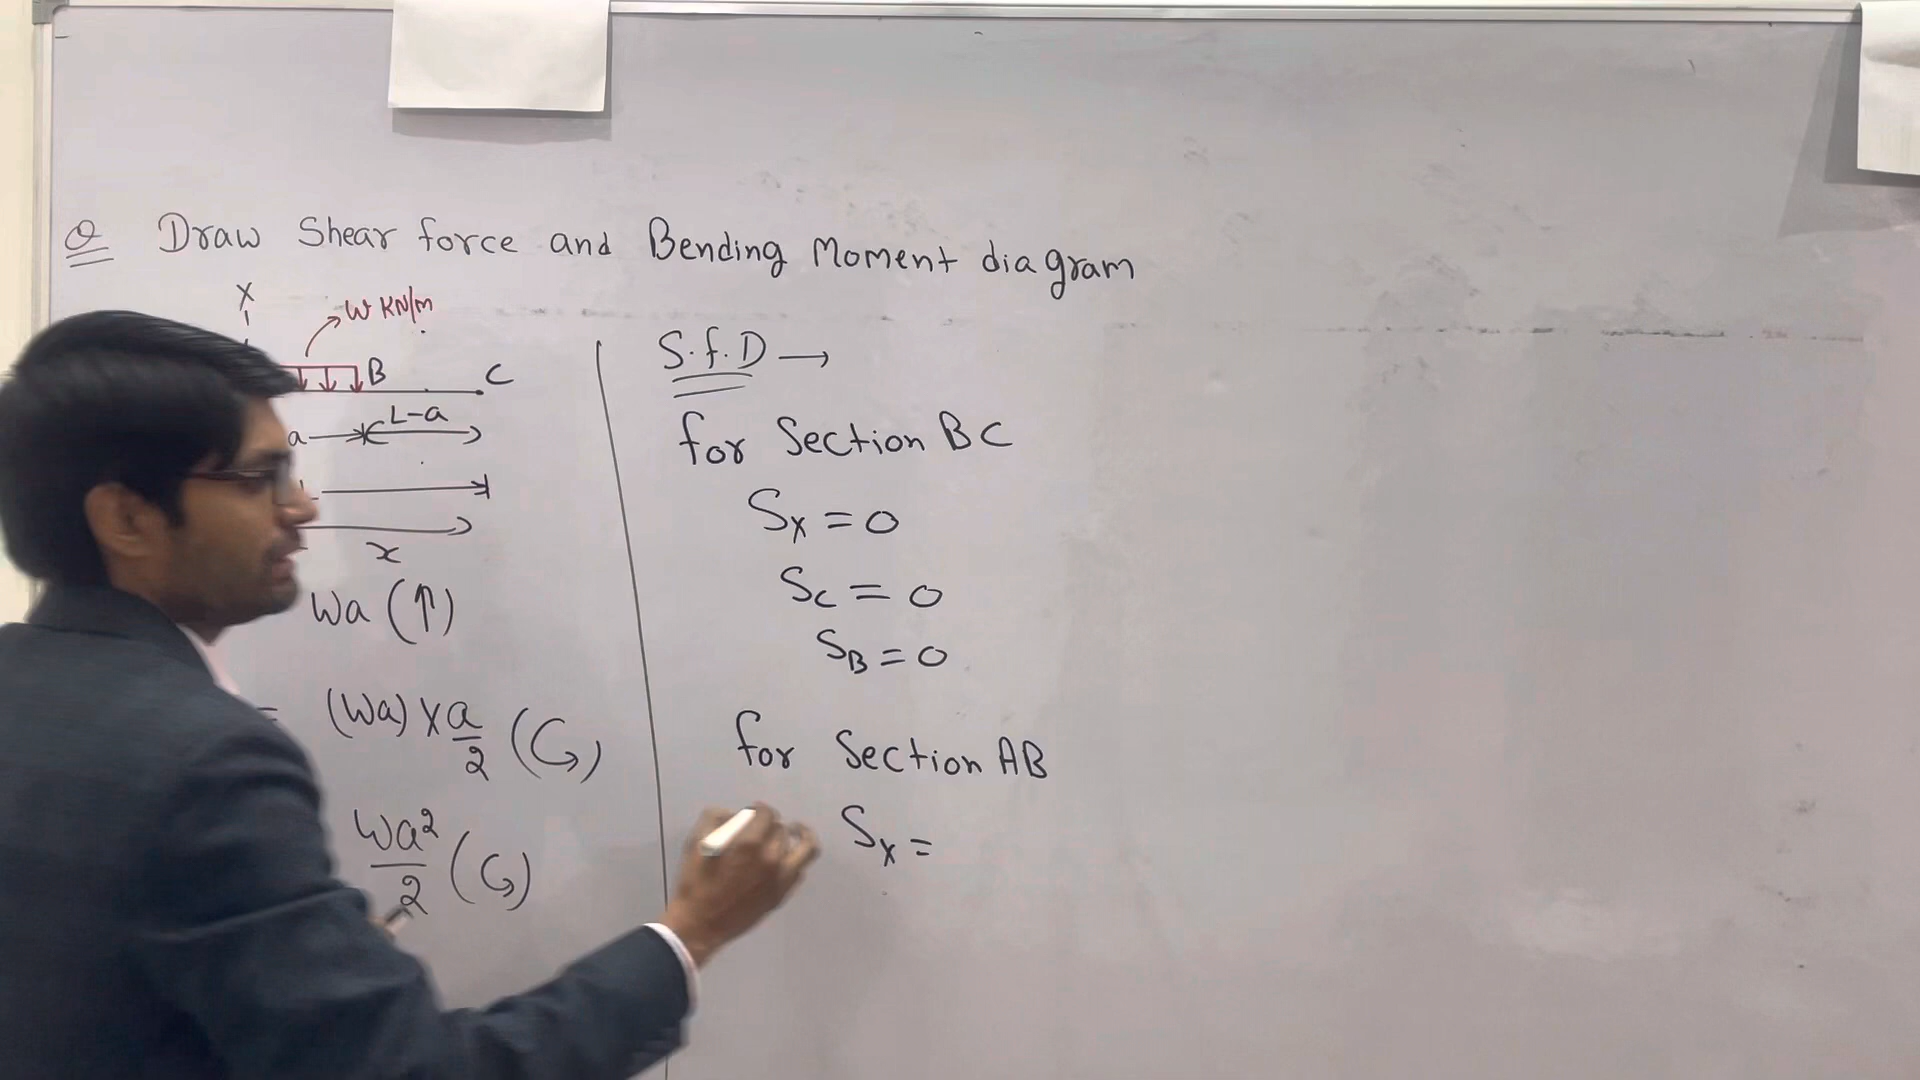 Q Draw Shear force and Bending Moment diagram
X
W KN/m
B C
a L-a
x
Wa (↑)
= (Wa) x a/2 (↺)
Wa²/2 (↺)
S.f.D →
for Section BC
Sx = 0
Sc = 0
SB = 0
for Section AB
Sx =